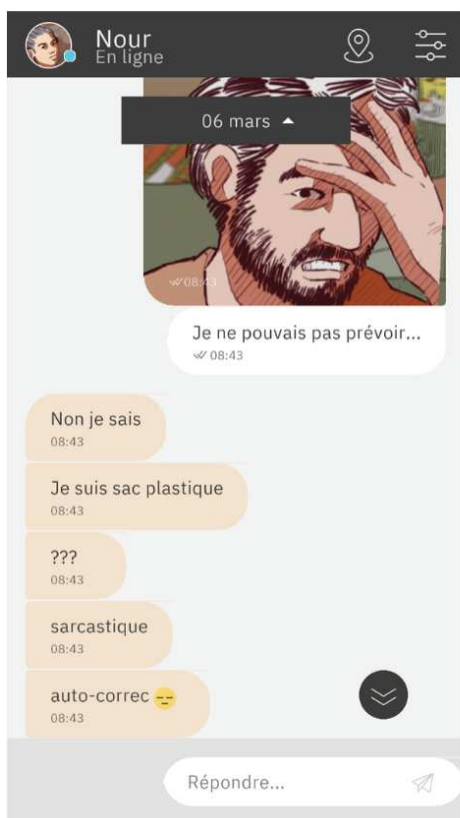 Nour
En ligne
06 mars
08:43
Je ne pouvais pas prévoir...
08:43
Non je sais
08:43
Je suis sac plastique
08:43
???
08:43
sarcastique
08:43
auto-correc
08:43
Répondre...